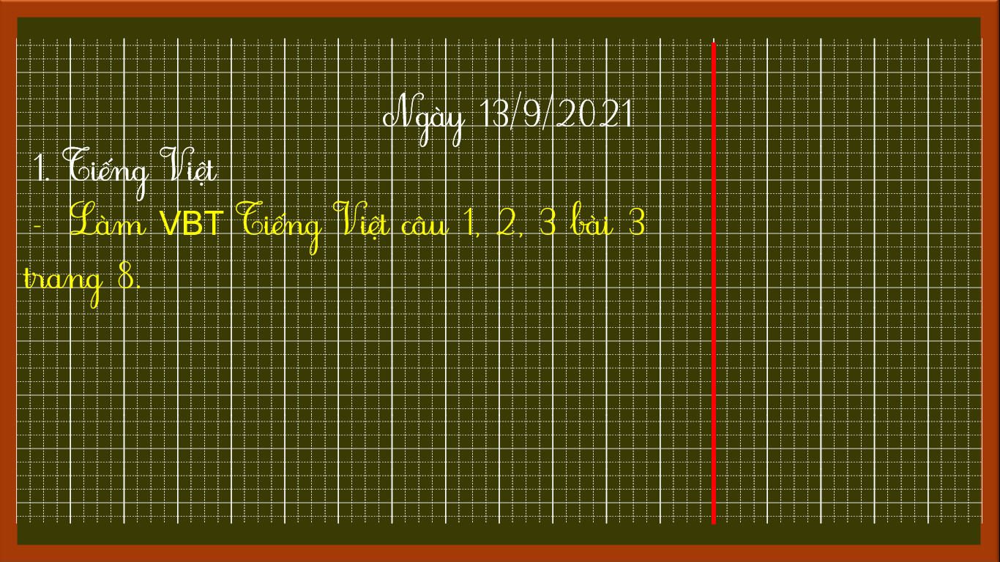 Ngày 13/9/2021
1. Tiếng Việt
- Làm VBT Tiếng Việt câu 1, 2, 3 bài 3
trang 8.